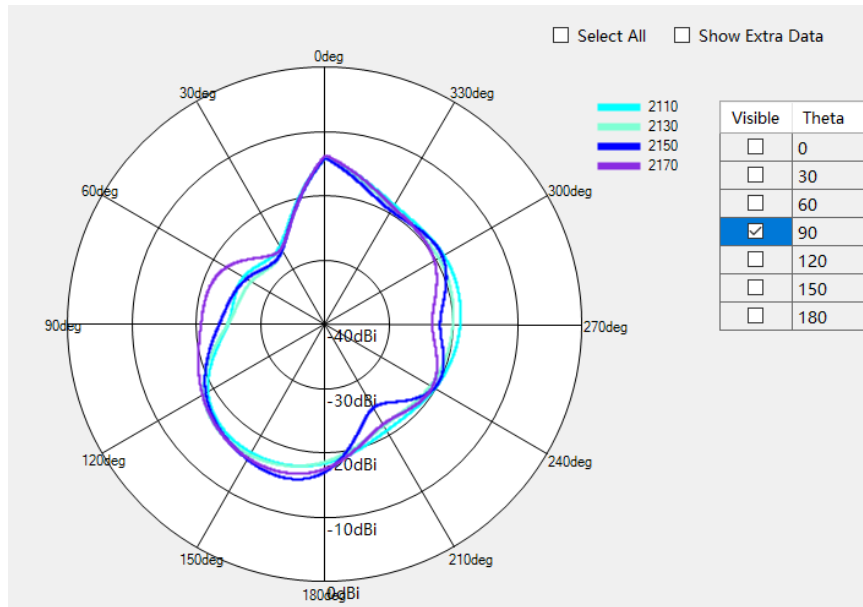 Select All
Show Extra Data
0deg
30deg
330deg
2110
2130
2150
2170
Visible
Theta
0
30
60
90
120
150
180
60deg
300deg
90deg
270deg
-40dBi
-30dBi
-20dBi
-10dBi
0dBi
120deg
240deg
150deg
210deg
180deg